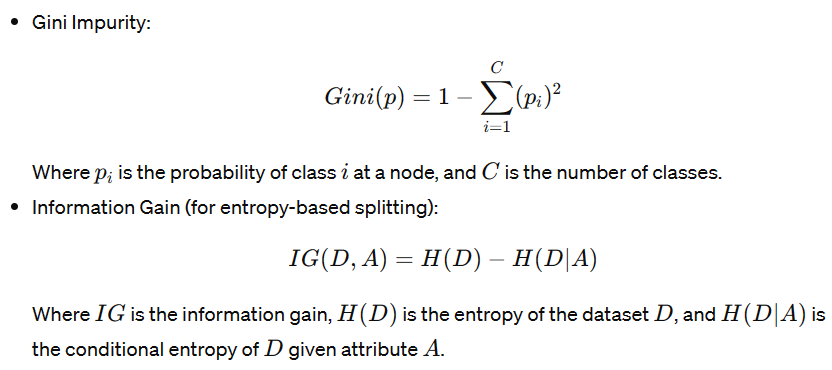 • Gini Impurity:
Gini(p) = 1 − ∑_{i=1}^{C} (p_i)^2
Where p_i is the probability of class i at a node, and C is the number of classes.
• Information Gain (for entropy-based splitting):
IG(D, A) = H(D) − H(D|A)
Where IG is the information gain, H(D) is the entropy of the dataset D, and H(D|A) is
the conditional entropy of D given attribute A.